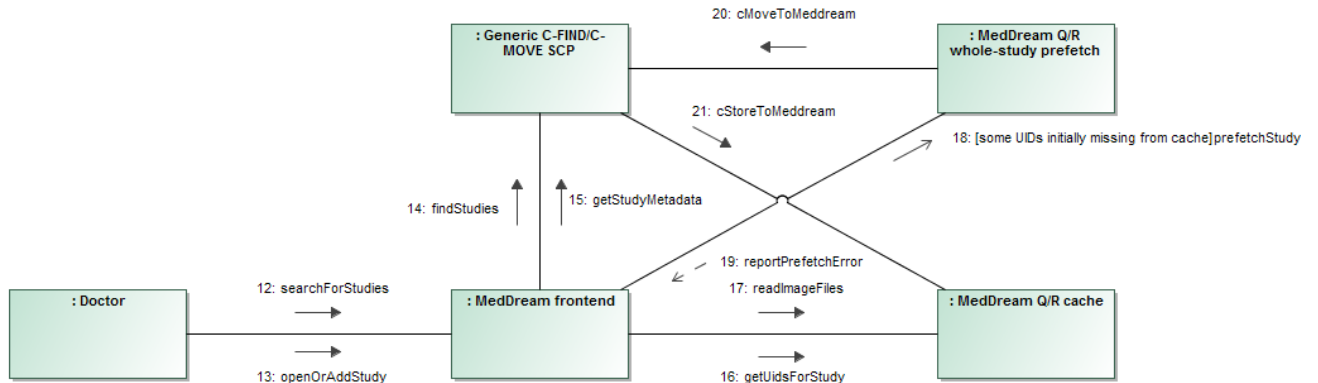 20: cMoveToMeddream
: Generic C-FIND/C-
MOVE SCP
: MedDream Q/R
whole-study prefetch
21: cStoreToMeddream
18: [some UIDs initially missing from cache]prefetchStudy
14: findStudies
15: getStudyMetadata
19: reportPrefetchError
12: searchForStudies
17: readImageFiles
: Doctor
: MedDream frontend
: MedDream Q/R cache
13: openOrAddStudy
16: getUidsForStudy